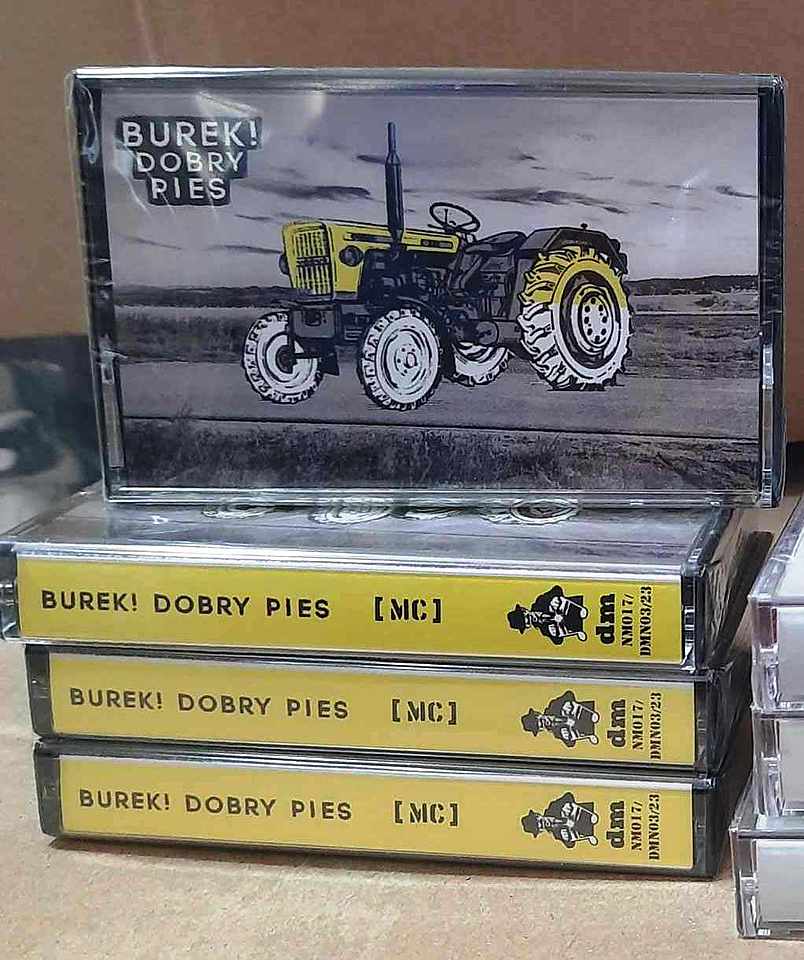 BUREK!
DOBRY
PIES
BUREK! DOBRY PIES [MC] dm NM017/ DMN03/23
BUREK! DOBRY PIES [MC] dm NM017/ DMN03/23
BUREK! DOBRY PIES [MC] dm NM017/ DMN03/23